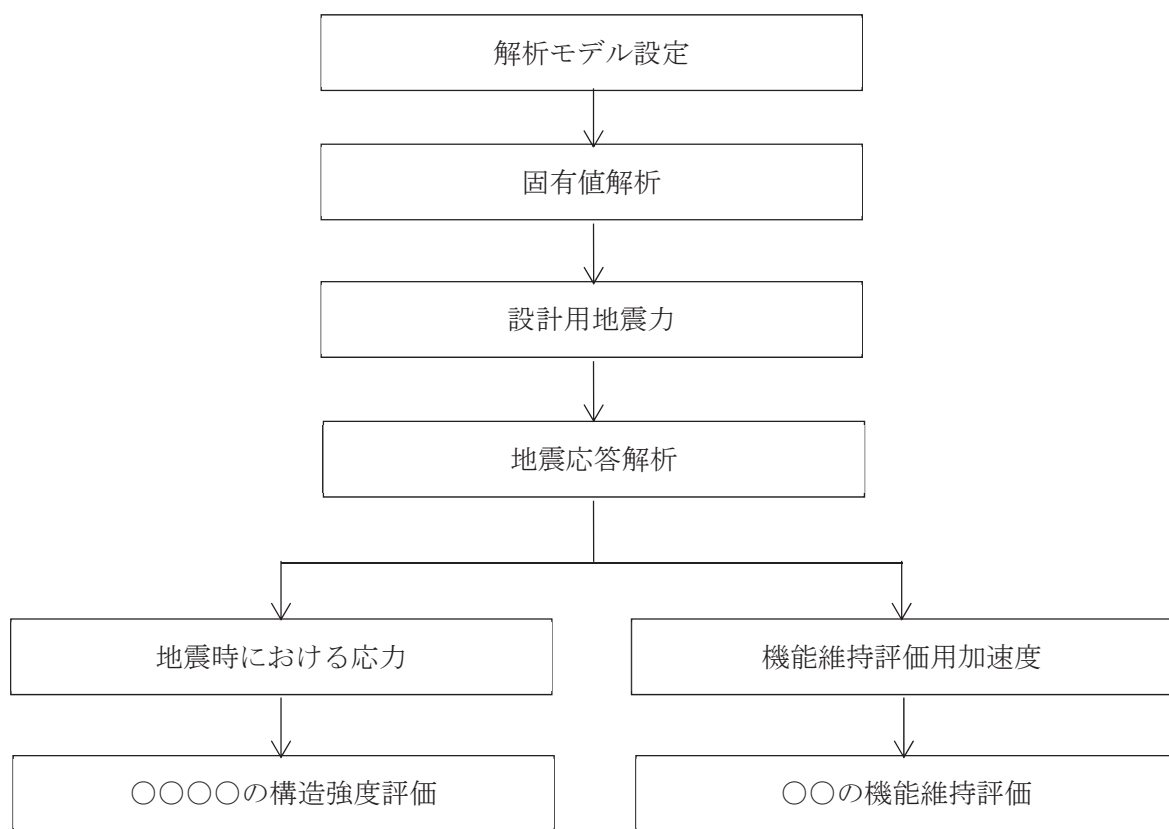 解析モデル設定
固有値解析
設計用地震力
地震応答解析
地震時における応力
機能維持評価用加速度
○○○○の構造強度評価
○○の機能維持評価